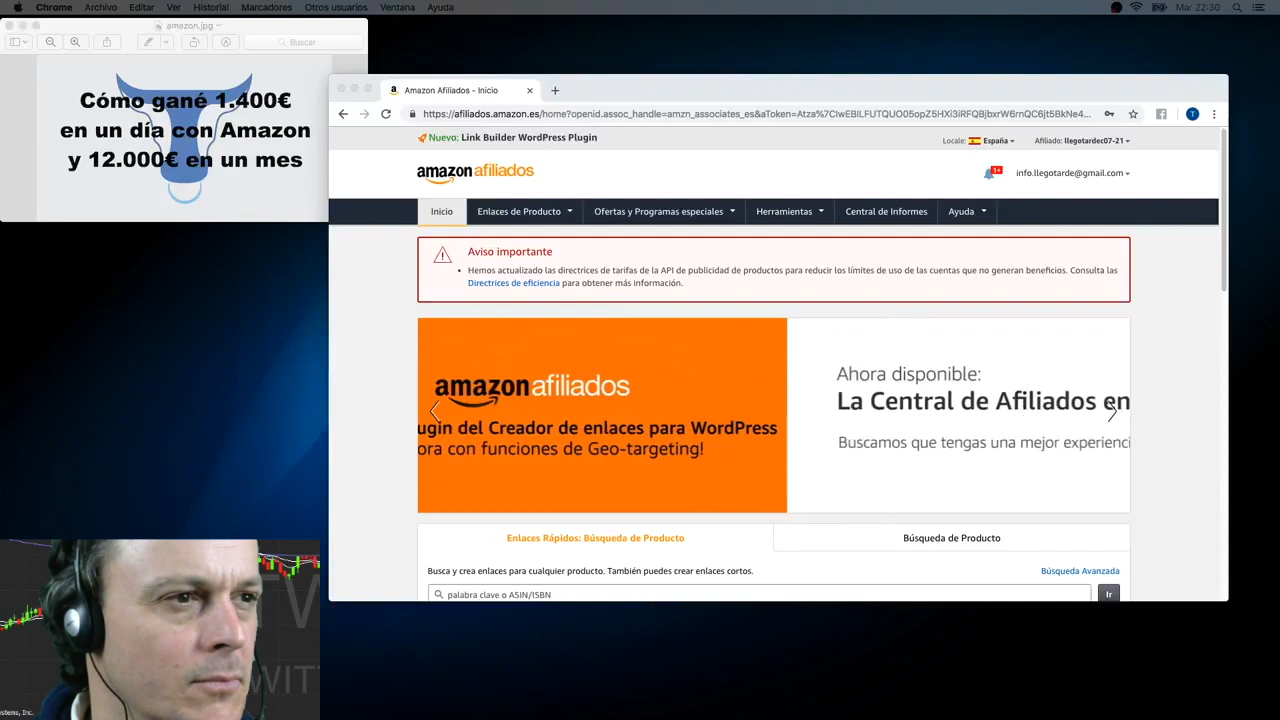 Chrome Archivo Editar Ver Historial Marcadores Otros usuarios Ventana Ayuda
Mar 22:30
amazon.jpg
Buscar
Cómo gané 1.400€
en un día con Amazon
y 12.000€ en un mes
Amazon Afiliados - Inicio
https://afiliados.amazon.es/home?openid.assoc_handle=amzn_associates_es&aToken=Atza%7CIwEBILFUTQUO05opZ5HXi3iRFQBjbxrW6rnQC6jt5BkNe4...
T
Nuevo: Link Builder WordPress Plugin
Locale: España
Afiliado: llegotardec07-21
amazonafiliados
1+
info.llegotarde@gmail.com
Inicio Enlaces de Producto Ofertas y Programas especiales Herramientas Central de Informes Ayuda
Aviso importante
• Hemos actualizado las directrices de tarifas de la API de publicidad de productos para reducir los límites de uso de las cuentas que no generan beneficios. Consulta las
Directrices de eficiencia para obtener más información.
amazonafiliados
ugin del Creador de enlaces para WordPress
ora con funciones de Geo-targeting!
Ahora disponible:
La Central de Afiliados en
Buscamos que tengas una mejor experienci
Enlaces Rápidos: Búsqueda de Producto
Búsqueda de Producto
Busca y crea enlaces para cualquier producto. También puedes crear enlaces cortos.
Búsqueda Avanzada
palabra clave o ASIN/ISBN
Ir
TW
WITT
systems, Inc.